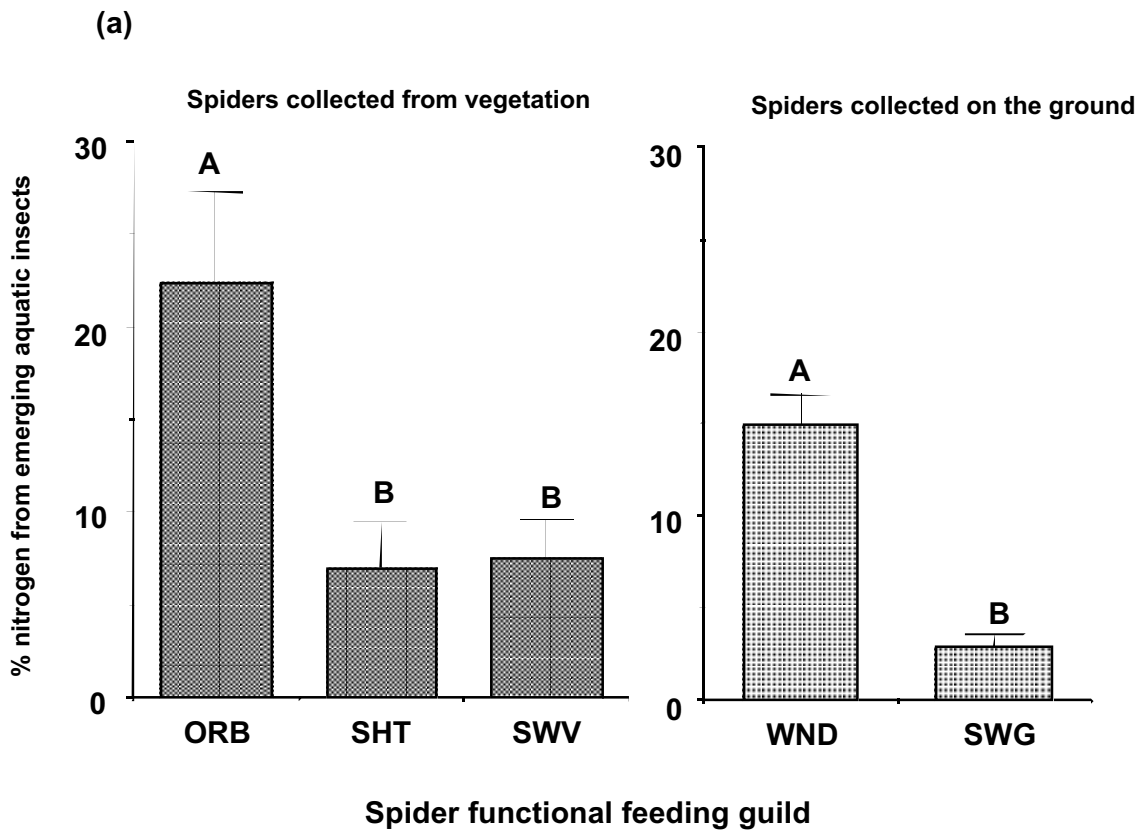 (a)
Spiders collected from vegetation
Spiders collected on the ground
% nitrogen from emerging aquatic insects
30
20
10
0
A
B
B
ORB
SHT
SWV
30
20
10
0
A
B
WND
SWG
Spider functional feeding guild